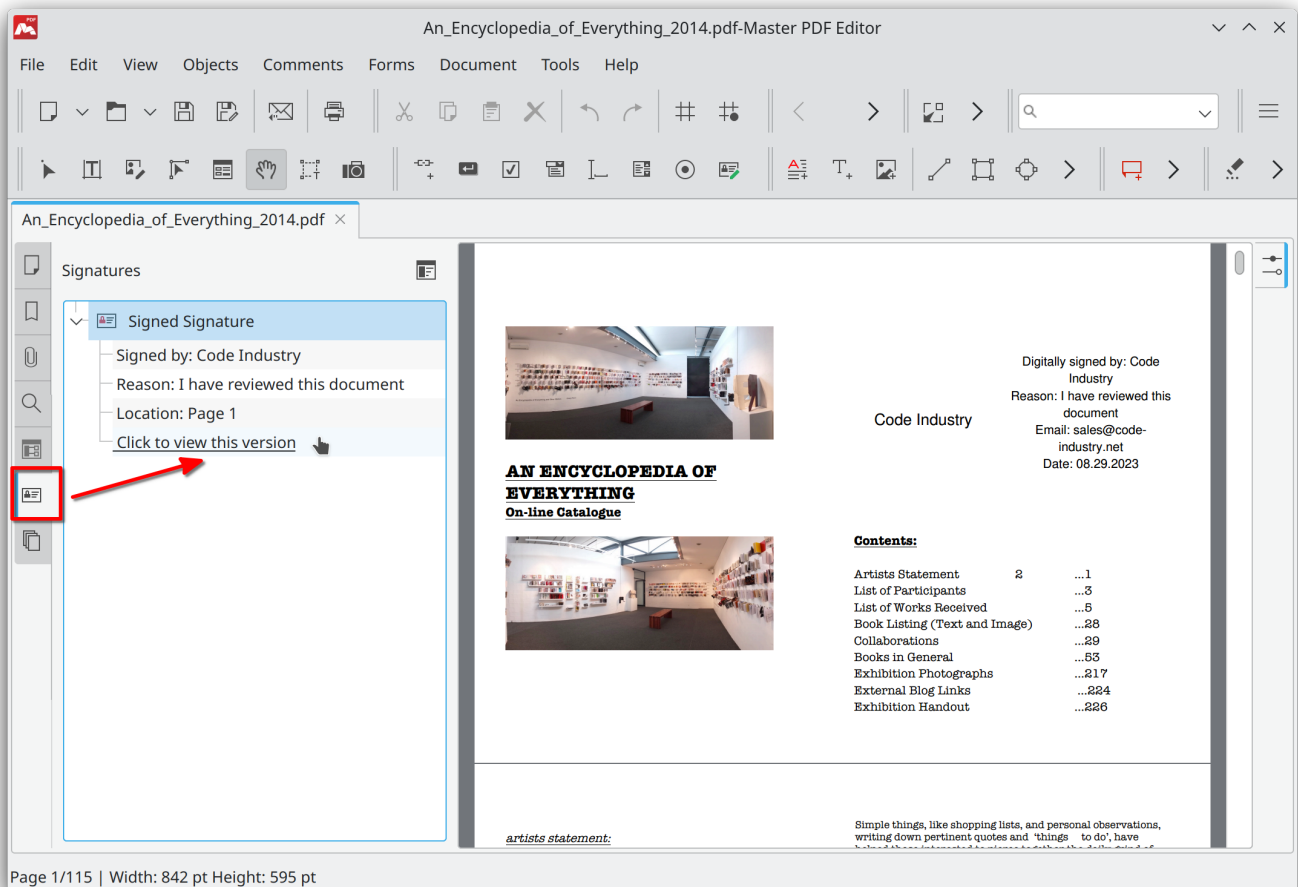 An_Encyclopedia_of_Everything_2014.pdf-Master PDF Editor
File Edit View Objects Comments Forms Document Tools Help
An_Encyclopedia_of_Everything_2014.pdf
Signatures
Signed Signature
Signed by: Code Industry
Reason: I have reviewed this document
Location: Page 1
Click to view this version
Code Industry
Digitally signed by: Code
Industry
Reason: I have reviewed this
document
Email: sales@code-
industry.net
Date: 08.29.2023
AN ENCYCLOPEDIA OF
EVERYTHING
On-line Catalogue
Contents:
Artists Statement 2 ...1
List of Participants ...3
List of Works Received ...5
Book Listing (Text and Image) ...28
Collaborations ...29
Books in General ...53
Exhibition Photographs ...217
External Blog Links ...224
Exhibition Handout ...226
artists statement:
Simple things, like shopping lists, and personal observations,
writing down pertinent quotes and ‘things to do’, have
Page 1/115 | Width: 842 pt Height: 595 pt